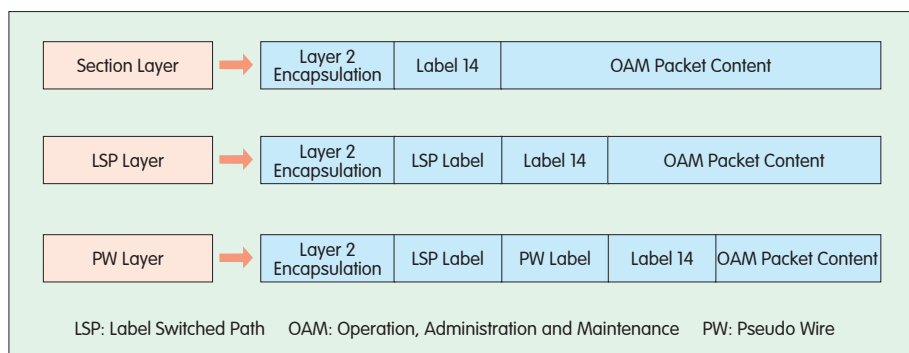 Section Layer
Layer 2
Encapsulation
Label 14
OAM Packet Content
LSP Layer
Layer 2
Encapsulation
LSP Label
Label 14
OAM Packet Content
PW Layer
Layer 2
Encapsulation
LSP Label
PW Label
Label 14
OAM Packet Content
LSP: Label Switched Path OAM: Operation, Administration and Maintenance PW: Pseudo Wire